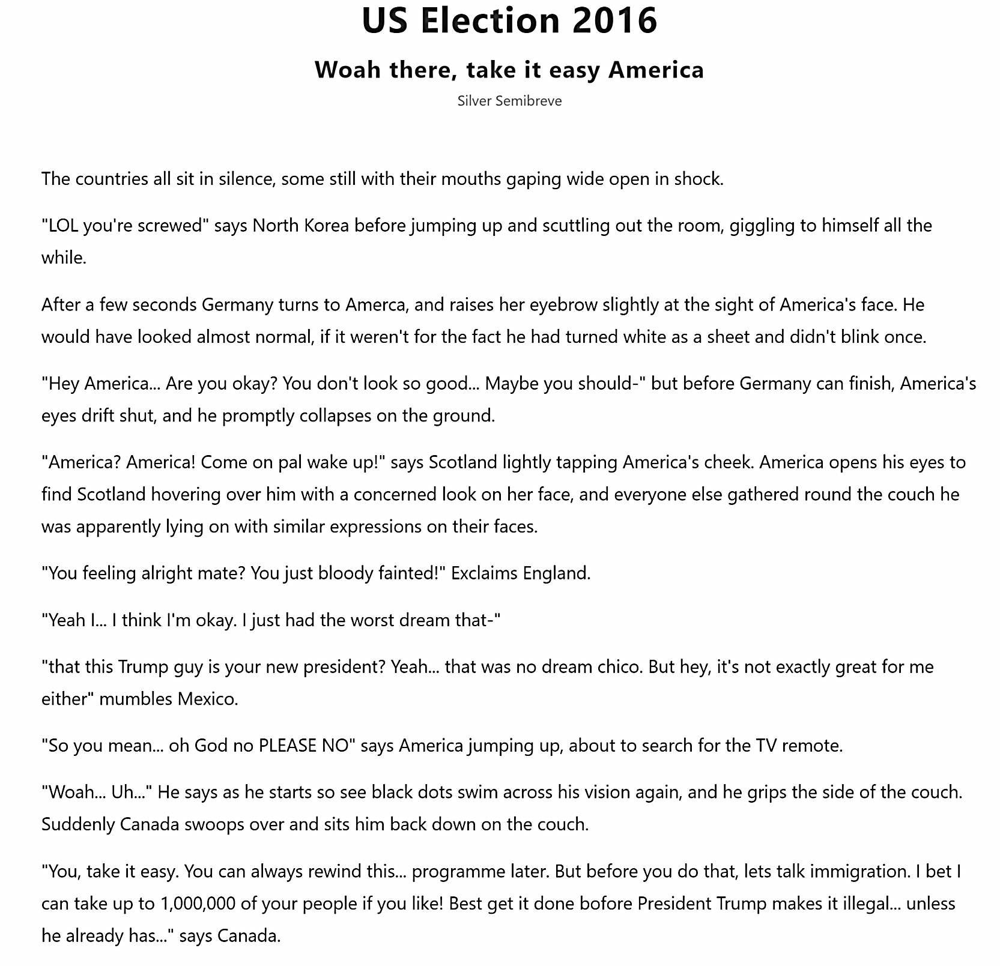 US Election 2016
Woah there, take it easy America
Silver Semibreve
The countries all sit in silence, some still with their mouths gaping wide open in shock.
"LOL you're screwed" says North Korea before jumping up and scuttling out the room, giggling to himself all the
while.
After a few seconds Germany turns to Amerca, and raises her eyebrow slightly at the sight of America's face. He
would have looked almost normal, if it weren't for the fact he had turned white as a sheet and didn't blink once.
"Hey America... Are you okay? You don't look so good... Maybe you should-" but before Germany can finish, America's
eyes drift shut, and he promptly collapses on the ground.
"America? America! Come on pal wake up!" says Scotland lightly tapping America's cheek. America opens his eyes to
find Scotland hovering over him with a concerned look on her face, and everyone else gathered round the couch he
was apparently lying on with similar expressions on their faces.
"You feeling alright mate? You just bloody fainted!" Exclaims England.
"Yeah I... I think I'm okay. I just had the worst dream that-"
"that this Trump guy is your new president? Yeah... that was no dream chico. But hey, it's not exactly great for me
either" mumbles Mexico.
"So you mean... oh God no PLEASE NO" says America jumping up, about to search for the TV remote.
"Woah... Uh..." He says as he starts so see black dots swim across his vision again, and he grips the side of the couch.
Suddenly Canada swoops over and sits him back down on the couch.
"You, take it easy. You can always rewind this... programme later. But before you do that, lets talk immigration. I bet I
can take up to 1,000,000 of your people if you like! Best get it done bofore President Trump makes it illegal... unless
he already has..." says Canada.